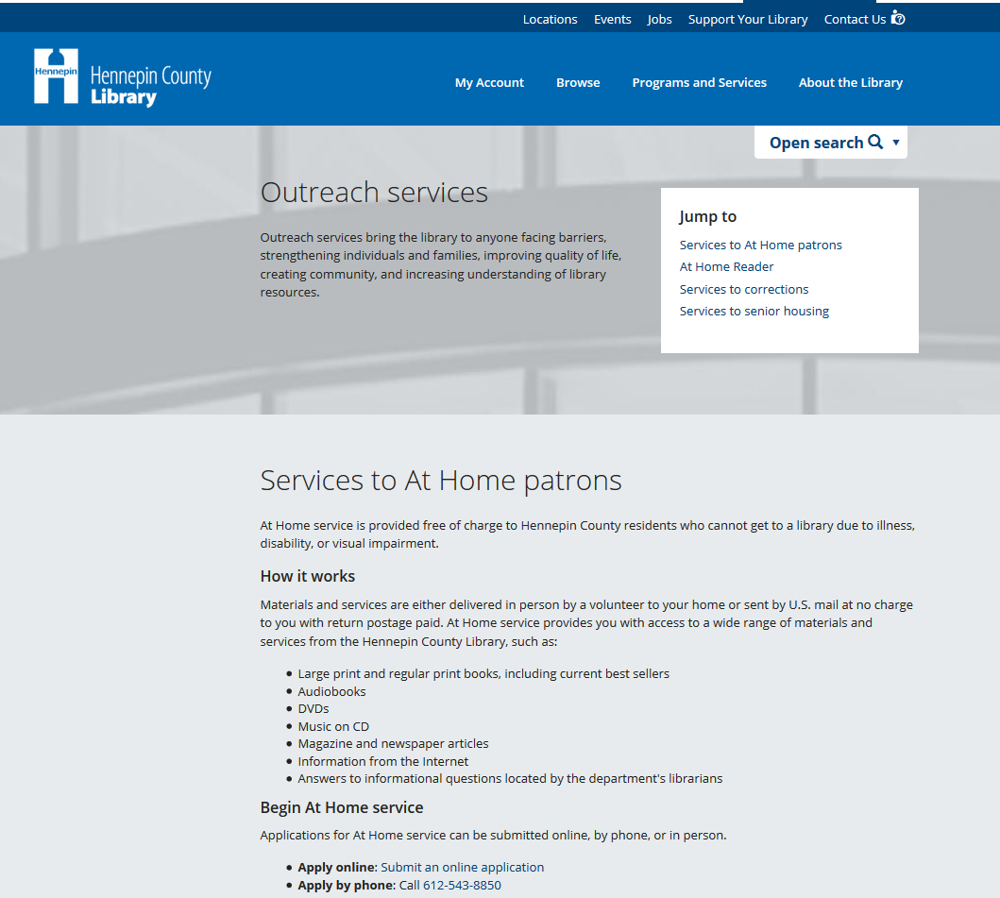 Locations Events Jobs Support Your Library Contact Us
Hennepin
Hennepin County
Library
My Account Browse Programs and Services About the Library
Open search
Outreach services
Outreach services bring the library to anyone facing barriers,
strengthening individuals and families, improving quality of life,
creating community, and increasing understanding of library
resources.
Jump to
Services to At Home patrons
At Home Reader
Services to corrections
Services to senior housing
Services to At Home patrons
At Home service is provided free of charge to Hennepin County residents who cannot get to a library due to illness,
disability, or visual impairment.
How it works
Materials and services are either delivered in person by a volunteer to your home or sent by U.S. mail at no charge
to you with return postage paid. At Home service provides you with access to a wide range of materials and
services from the Hennepin County Library, such as:
• Large print and regular print books, including current best sellers
• Audiobooks
• DVDs
• Music on CD
• Magazine and newspaper articles
• Information from the Internet
• Answers to informational questions located by the department's librarians
Begin At Home service
Applications for At Home service can be submitted online, by phone, or in person.
• Apply online: Submit an online application
• Apply by phone: Call 612-543-8850